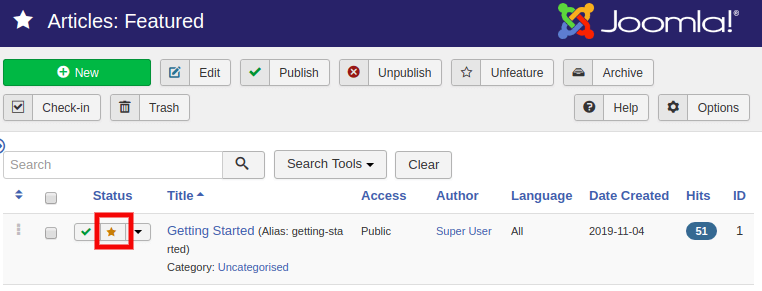 Articles: Featured
Joomla!®
New Edit Publish Unpublish Unfeature Archive
Check-in Trash Help Options
Search Search Tools Clear
Status Title Access Author Language Date Created Hits ID
Getting Started (Alias: getting-sta Public Super User All 2019-11-04 51 1
rted)
Category: Uncategorised